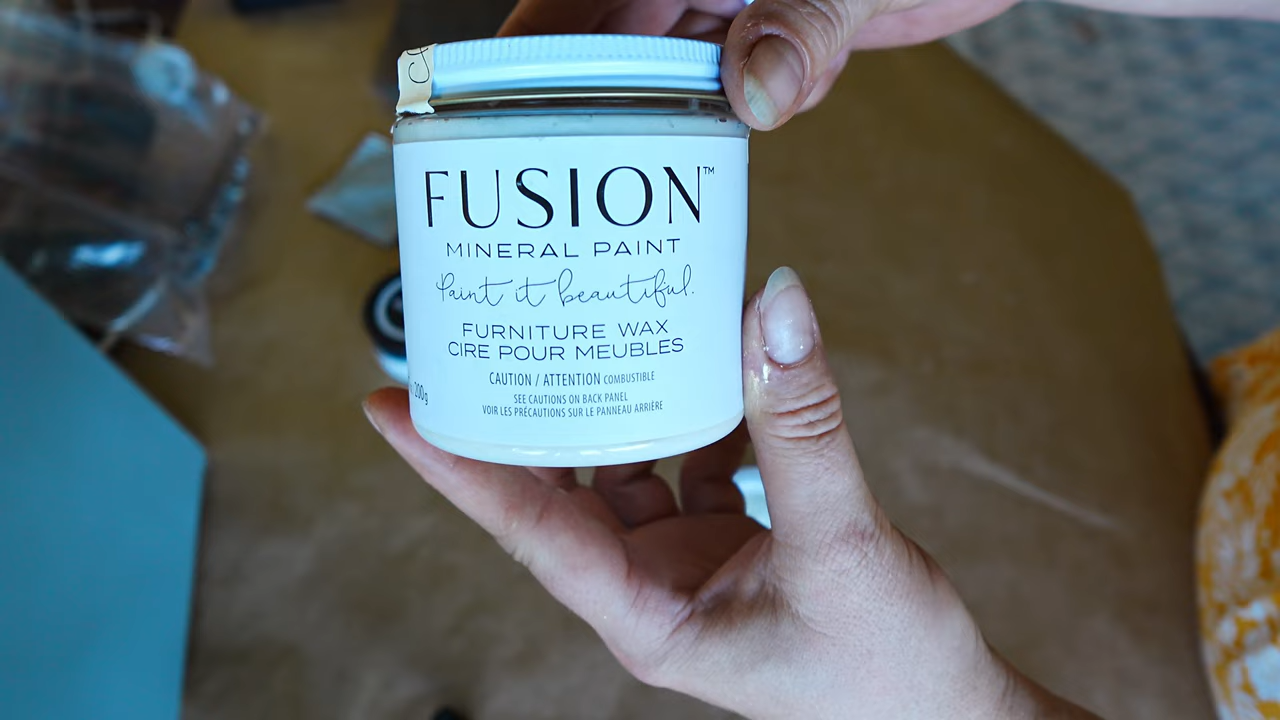 FUSION™
MINERAL PAINT
Paint it beautiful.
FURNITURE WAX
CIRE POUR MEUBLES
CAUTION / ATTENTION COMBUSTIBLE
200g
SEE CAUTIONS ON BACK PANEL
VOIR LES PRÉCAUTIONS SUR LE PANNEAU ARRIÈRE